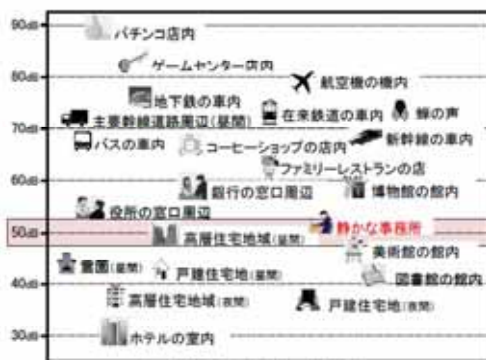 90dB
パチンコ店内
ゲームセンター店内
80dB
航空機の機内
地下鉄の車内
在来鉄道の車内
蝉の声
主要幹線道路周辺(昼間)
70dB
バスの車内
コーヒーショップの店内
新幹線の車内
ファミリーレストランの店
60dB
銀行の窓口周辺
博物館の館内
役所の窓口周辺
静かな事務所
50dB
高層住宅地域(昼間)
美術館の館内
霊園(昼間)
戸建住宅地(昼間)
図書館の館内
40dB
高層住宅地域(夜間)
戸建住宅地(夜間)
30dB
ホテルの室内